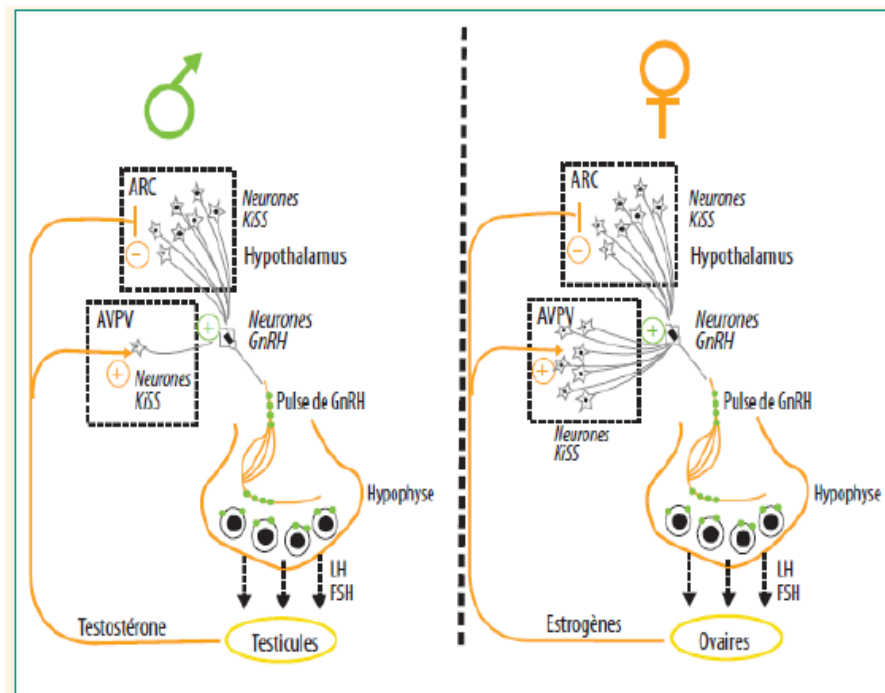 ARC
Neurones
KiSS
Hypothalamus
−
AVPV
+
Neurones
GnRH
+
Neurones
KiSS
Pulse de GnRH
Hypophyse
LH
FSH
Testostérone
Testicules
ARC
Neurones
KiSS
Hypothalamus
−
AVPV
+
Neurones
GnRH
+
Neurones
KiSS
Pulse de GnRH
Hypophyse
LH
FSH
Estrogènes
Ovaires